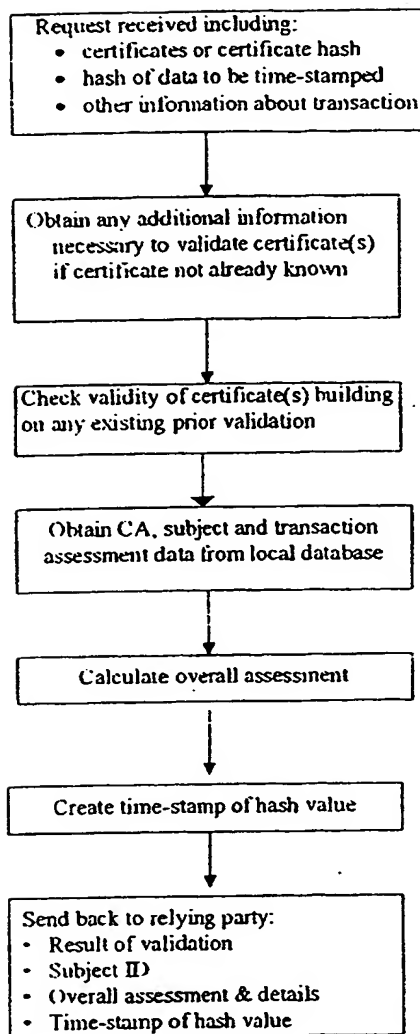 Request received including:
• certificates or certificate hash
• hash of data to be time-stamped
• other information about transaction
Obtain any additional information
necessary to validate certificate(s)
if certificate not already known
Check validity of certificate(s) building
on any existing prior validation
Obtain CA, subject and transaction
assessment data from local database
Calculate overall assessment
Create time-stamp of hash value
Send back to relying party:
• Result of validation
• Subject ID
• Overall assessment & details
• Time-stamp of hash value